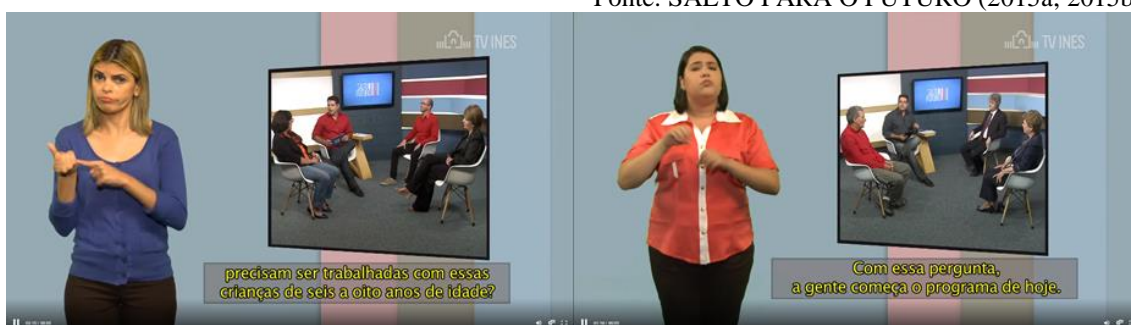 Fonte: SALTO PARA O FUTURO (2015a, 2015b
TV INES
precisam ser trabalhadas com essas
crianças de seis a oito anos de idade?
TV INES
Com essa pergunta,
a gente começa o programa de hoje.